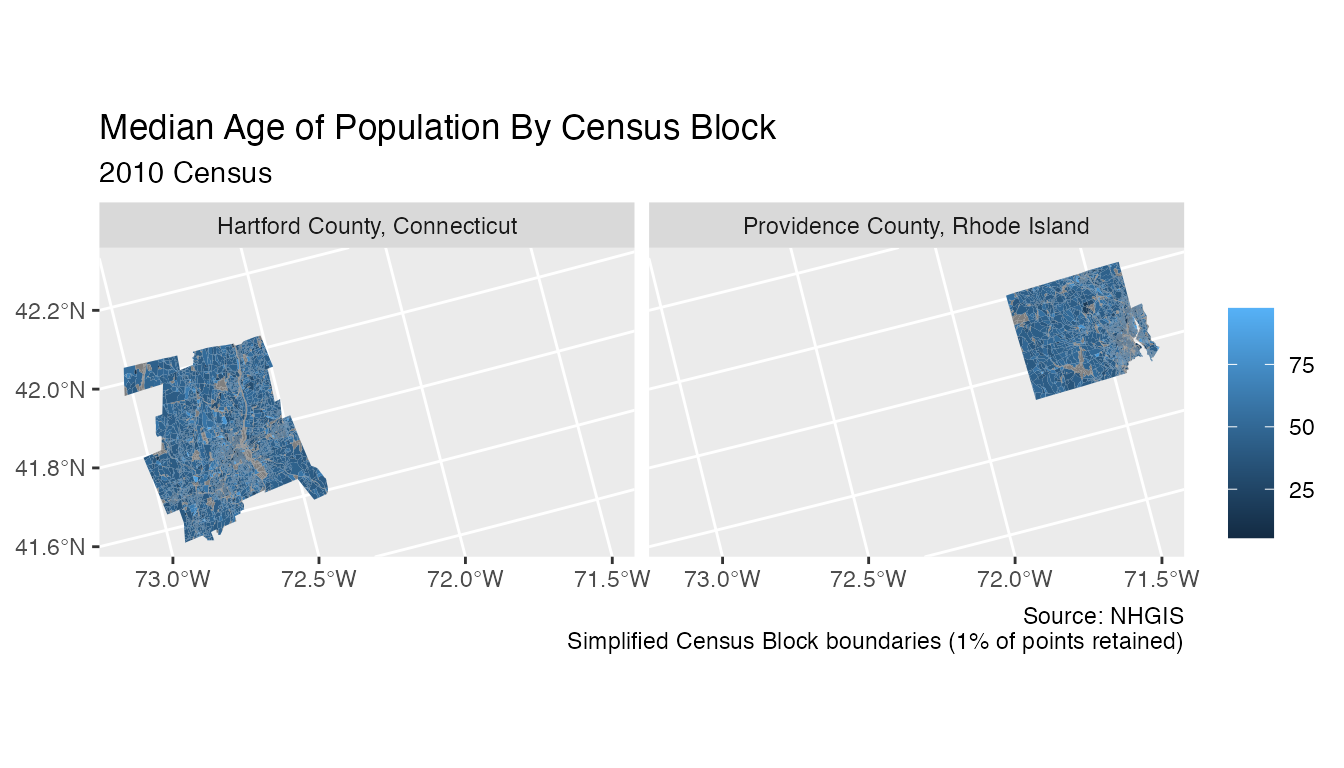 Median Age of Population By Census Block
2010 Census
Hartford County, Connecticut
Providence County, Rhode Island
42.2°N
42.0°N
41.8°N
41.6°N
73.0°W 72.5°W 72.0°W 71.5°W
73.0°W 72.5°W 72.0°W 71.5°W
75
50
25
Source: NHGIS
Simplified Census Block boundaries (1% of points retained)